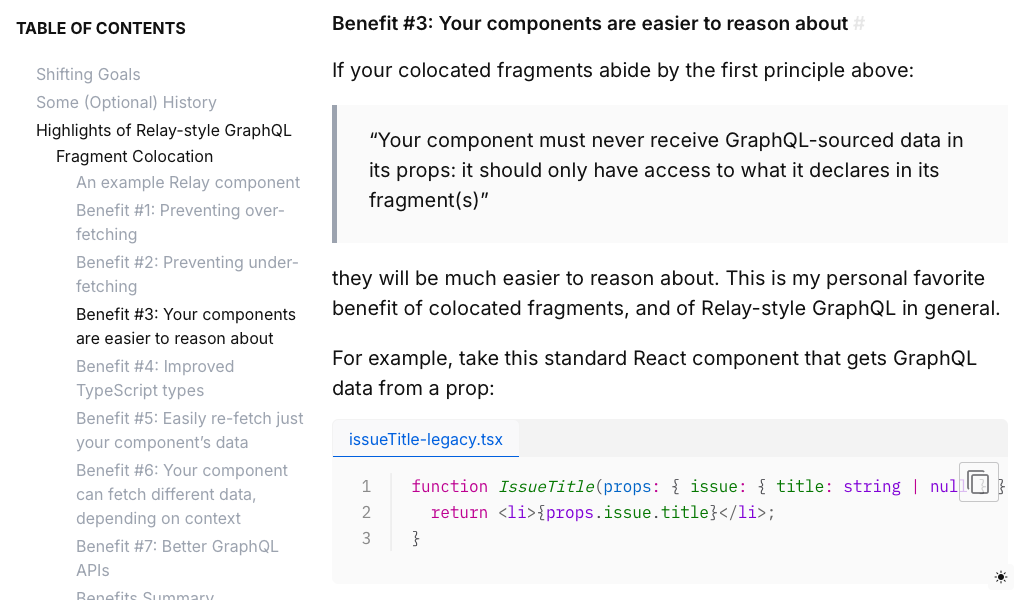 TABLE OF CONTENTS
Shifting Goals
Some (Optional) History
Highlights of Relay-style GraphQL
Fragment Colocation
An example Relay component
Benefit #1: Preventing over-
fetching
Benefit #2: Preventing under-
fetching
Benefit #3: Your components
are easier to reason about
Benefit #4: Improved
TypeScript types
Benefit #5: Easily re-fetch just
your component’s data
Benefit #6: Your component
can fetch different data,
depending on context
Benefit #7: Better GraphQL
APIs
Benefits Summary
Benefit #3: Your components are easier to reason about #
If your colocated fragments abide by the first principle above:
“Your component must never receive GraphQL-sourced data in
its props: it should only have access to what it declares in its
fragment(s)”
they will be much easier to reason about. This is my personal favorite
benefit of colocated fragments, and of Relay-style GraphQL in general.
For example, take this standard React component that gets GraphQL
data from a prop:
issueTitle-legacy.tsx
1 function IssueTitle(props: { issue: { title: string | null } }
2 return <li>{props.issue.title}</li>;
3 }